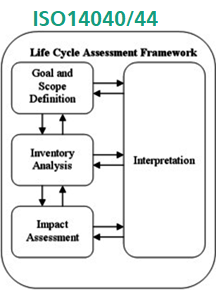 ISO14040/44
Life Cycle Assessment Framework
Goal and
Scope
Definition
Inventory
Analysis
Interpretation
Impact
Assessment